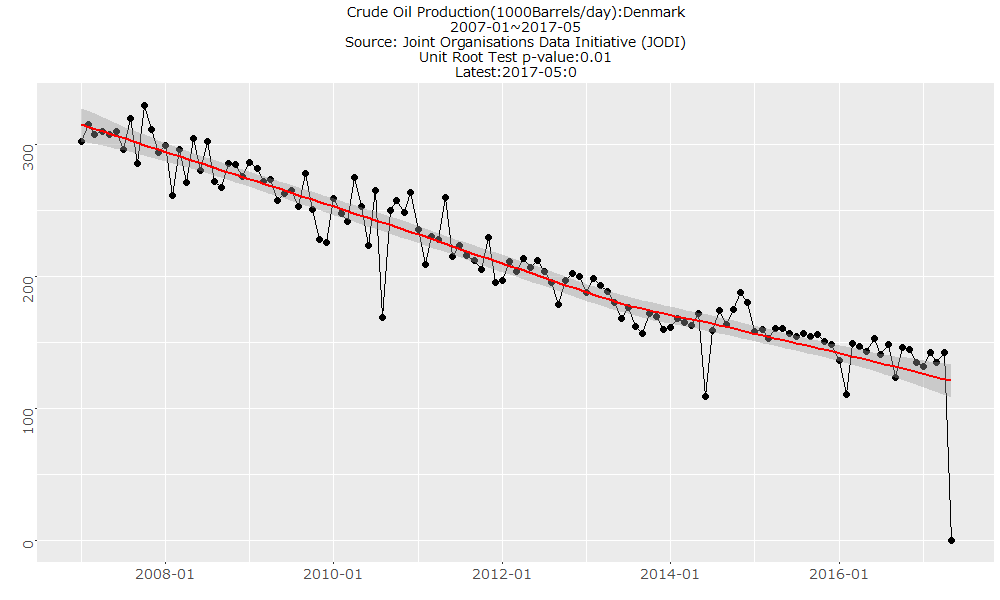 Crude Oil Production(1000Barrels/day):Denmark
2007-01~2017-05
Source: Joint Organisations Data Initiative (JODI)
Unit Root Test p-value:0.01
Latest:2017-05:0
300
200
100
0
2008-01 2010-01 2012-01 2014-01 2016-01